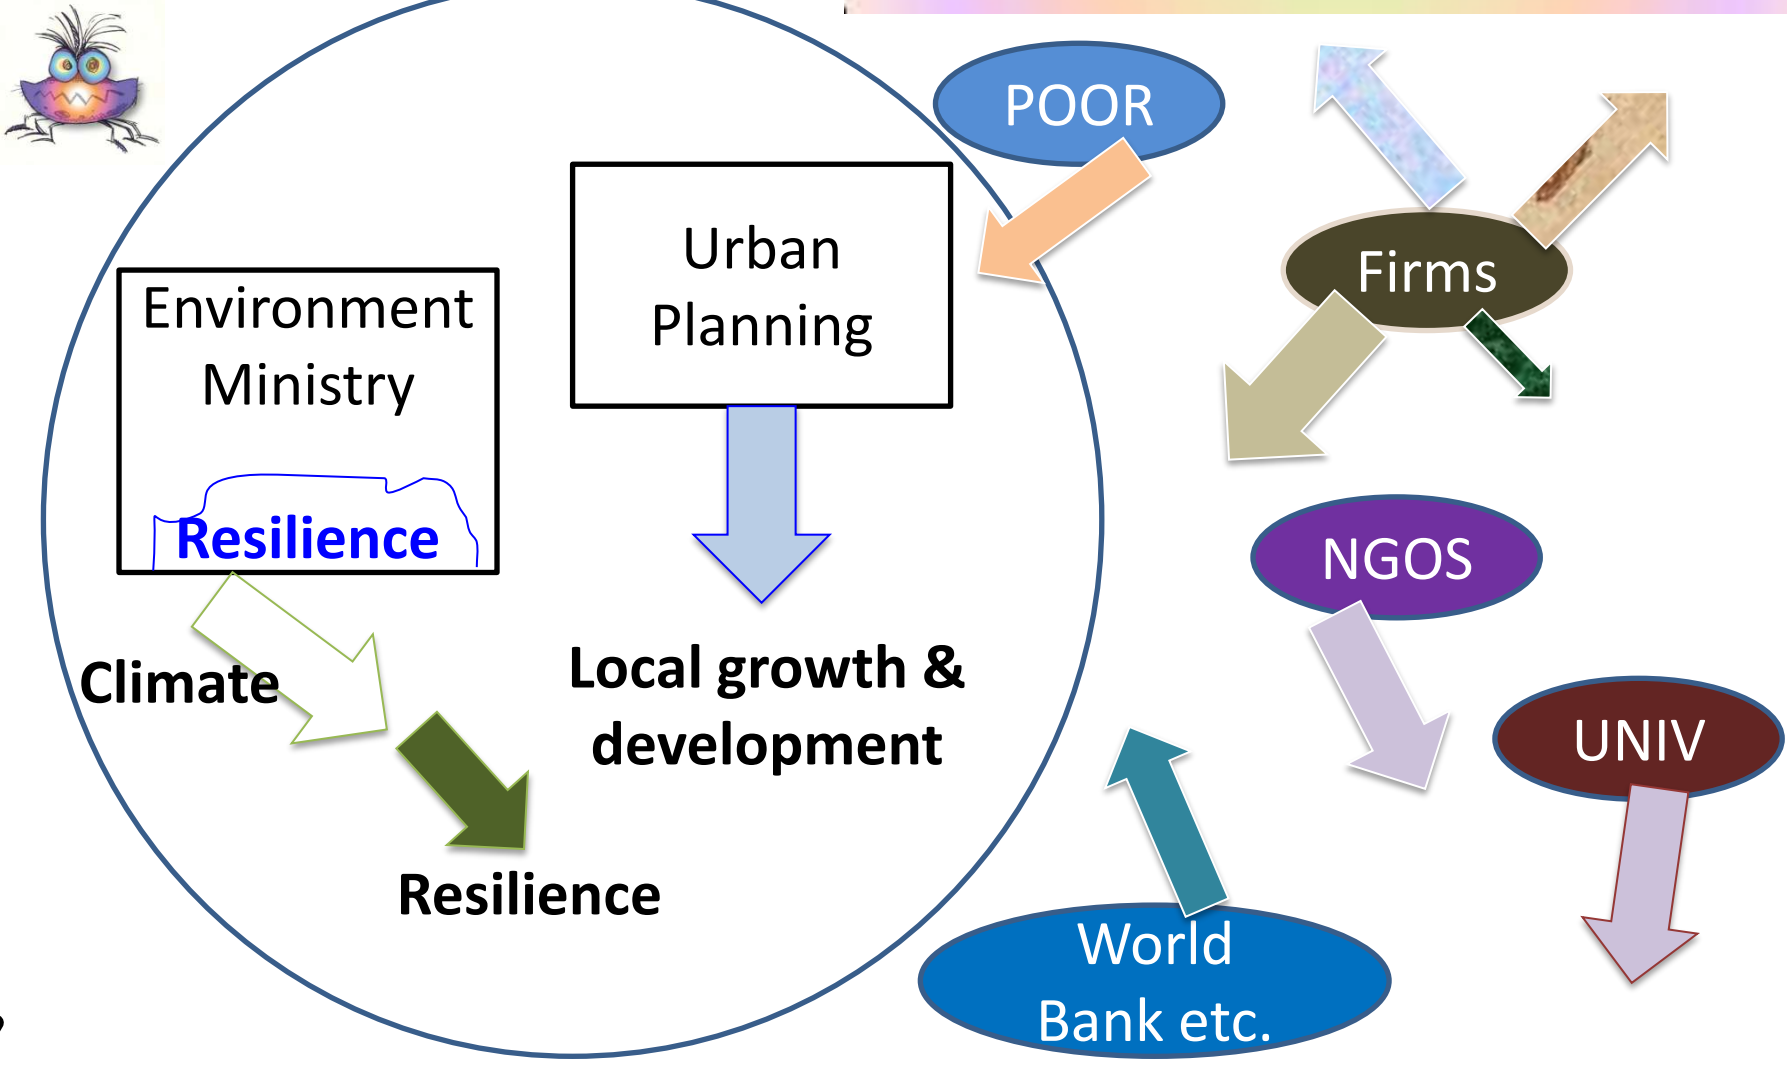 POOR
Urban
Planning
Firms
Environment
Ministry
Resilience
NGOS
Climate
Local growth &
development
UNIV
Resilience
World
Bank etc.